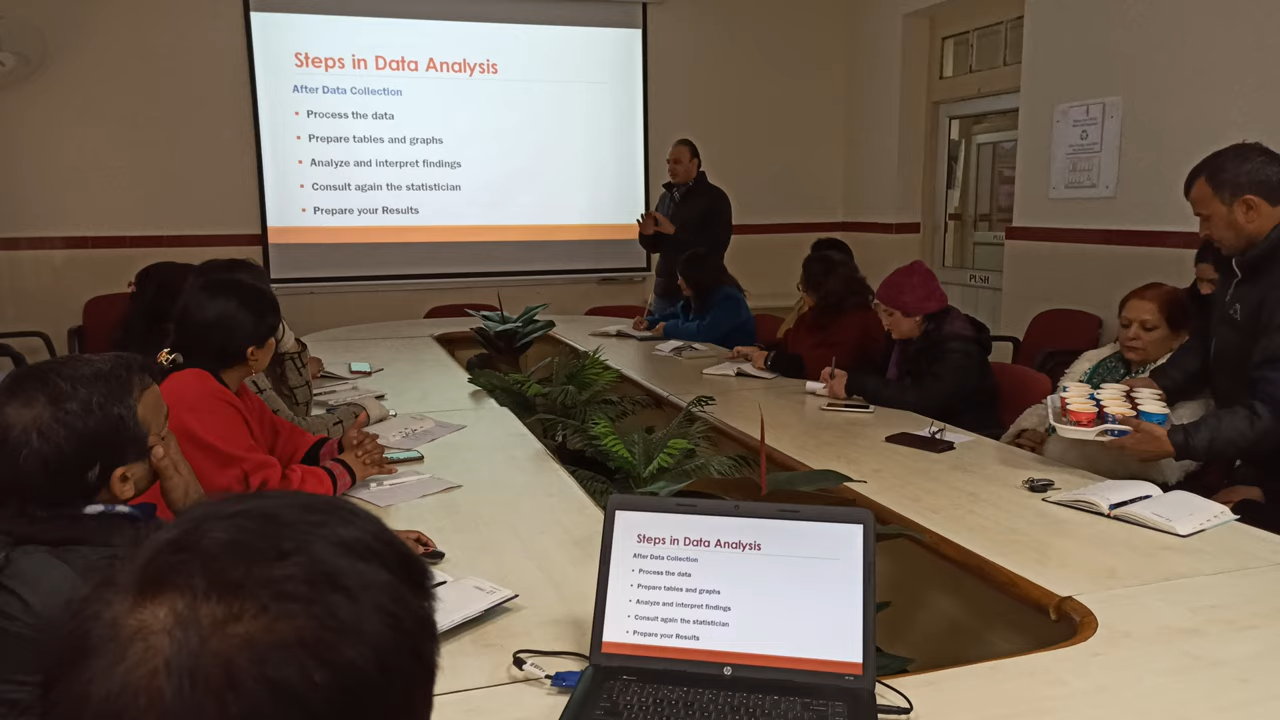 Steps in Data Analysis
After Data Collection
Process the data
Prepare tables and graphs
Analyze and interpret findings
Consult again the statistician
Prepare your Results
PULL
PUSH
Steps in Data Analysis
After Data Collection
Process the data
Prepare tables and graphs
Analyze and interpret findings
Consult again the statistician
Prepare your Results
hp